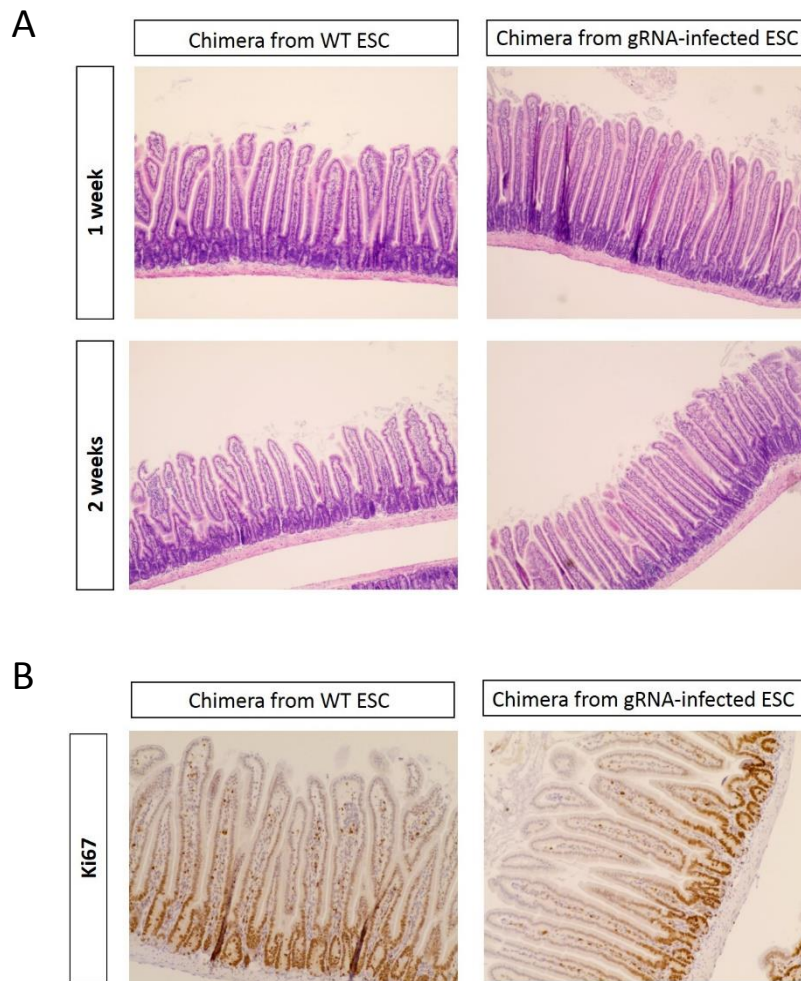 A
Chimera from WT ESC
Chimera from gRNA-infected ESC
1 week
2 weeks
B
Chimera from WT ESC
Chimera from gRNA-infected ESC
Ki67